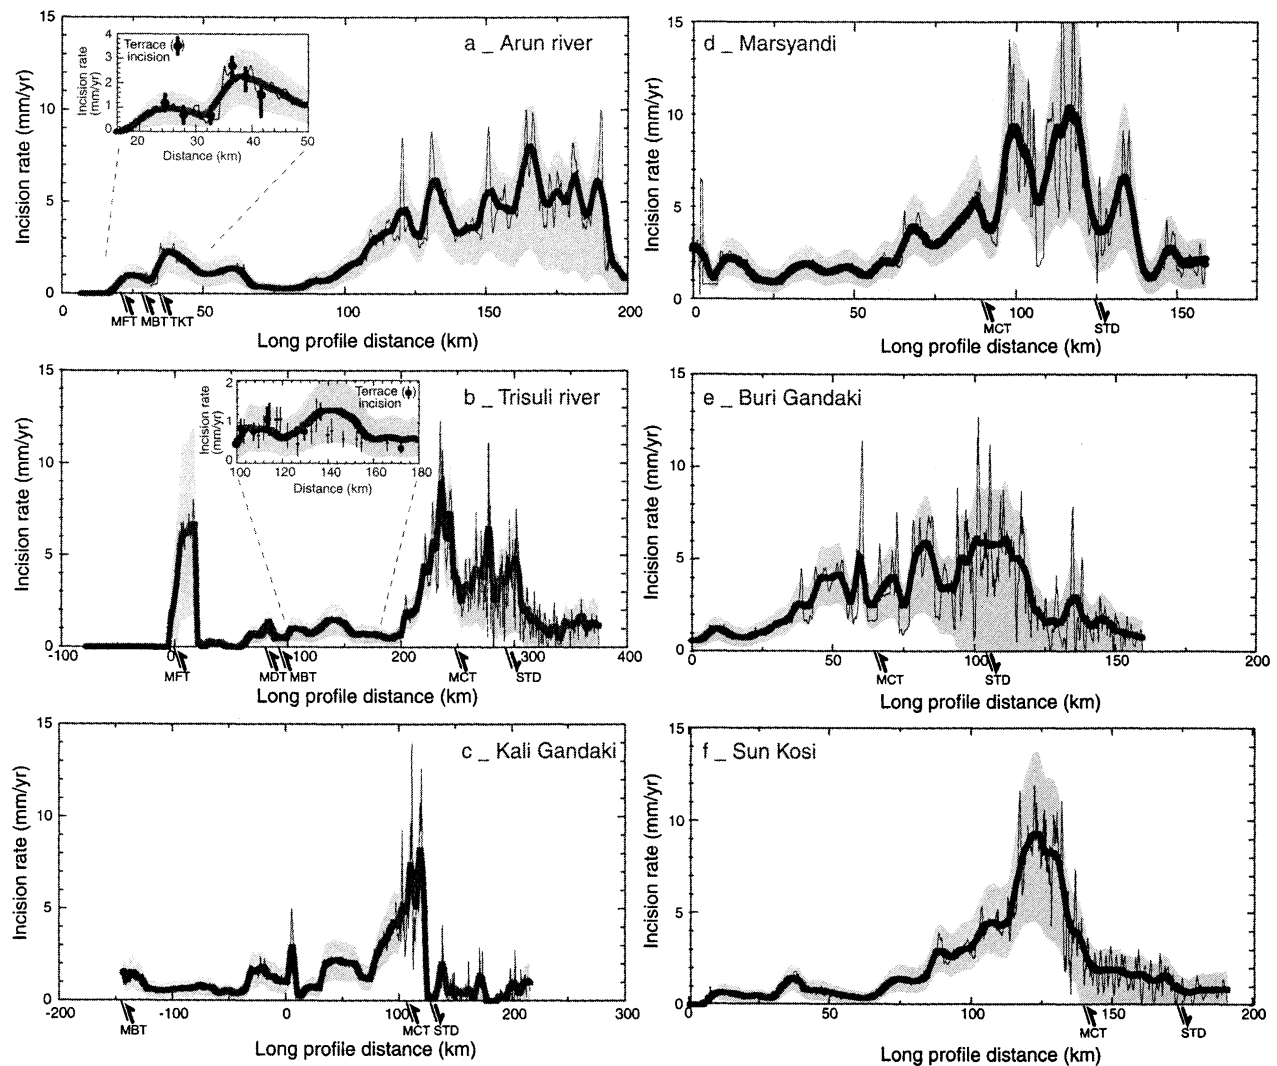 a _ Arun river
Incision rate (mm/yr)
15
10
5
0
Terrace ( )
incision
Incision rate
(mm/yr)
4
3
2
1
0
20 30 40 50
Distance (km)
0 50 100 150 200
MFT MBT TKT
Long profile distance (km)
d _ Marsyandi
Incision rate (mm/yr)
15
10
5
0
0 50 100 150
MCT STD
Long profile distance (km)
b _ Trisuli river
Incision rate (mm/yr)
15
10
5
0
Terrace ( )
incision
Incision rate
(mm/yr)
2
1
0
100 120 140 160 180
Distance (km)
-100 0 100 200 300 400
MFT MDT MBT MCT STD
Long profile distance (km)
e _ Buri Gandaki
Incision rate (mm/yr)
15
10
5
0
0 50 100 150 200
MCT STD
Long profile distance (km)
c _ Kali Gandaki
Incision rate (mm/yr)
15
10
5
0
-200 -100 0 100 200 300
MBT MCT STD
Long profile distance (km)
f _ Sun Kosi
Incision rate (mm/yr)
15
10
5
0
0 50 100 150 200
MCT STD
Long profile distance (km)